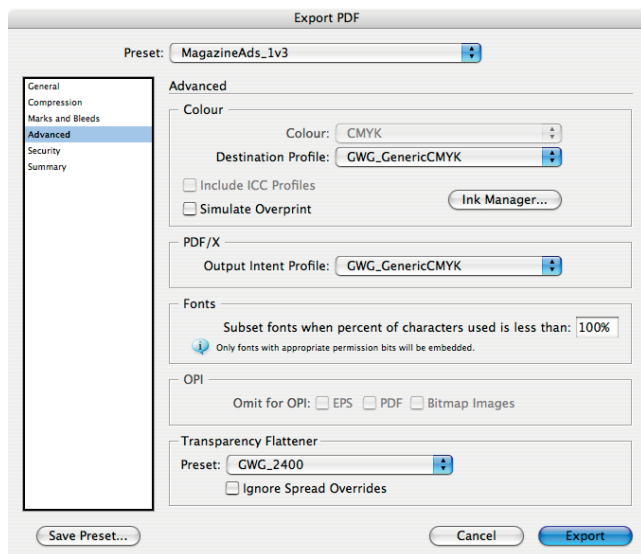 Export PDF
Preset: MagazineAds_1v3
General
Compression
Marks and Bleeds
Advanced
Security
Summary
Advanced
Colour
Colour: CMYK
Destination Profile: GWG_GenericCMYK
Include ICC Profiles
Ink Manager...
Simulate Overprint
PDF/X
Output Intent Profile: GWG_GenericCMYK
Fonts
Subset fonts when percent of characters used is less than: 100%
Only fonts with appropriate permission bits will be embedded.
OPI
Omit for OPI: EPS PDF Bitmap Images
Transparency Flattener
Preset: GWG_2400
Ignore Spread Overrides
Save Preset... Cancel Export